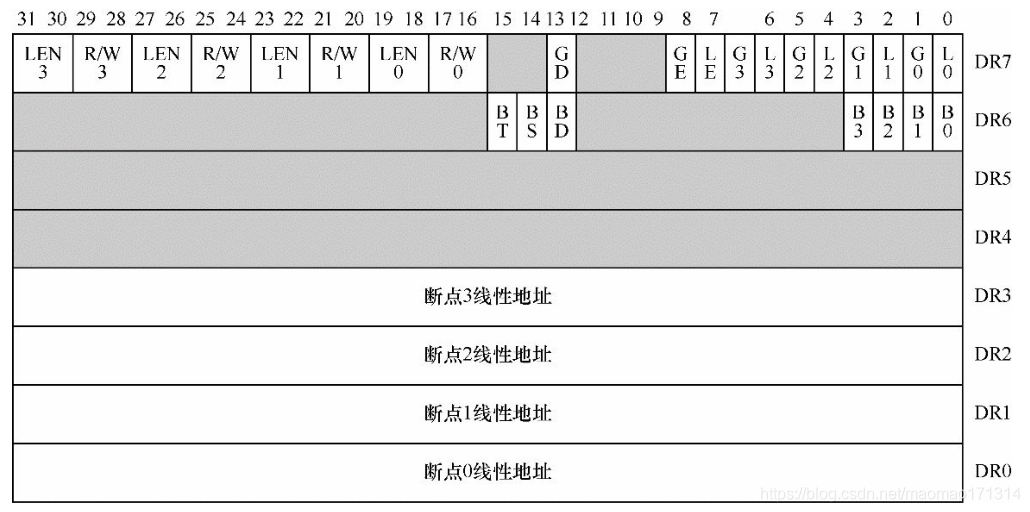 31 30 29 28 27 26 25 24 23 22 21 20 19 18 17 16 15 14 13 12 11 10 9 8 7 6 5 4 3 2 1 0
LEN 3 R/W 3 LEN 2 R/W 2 LEN 1 R/W 1 LEN 0 R/W 0 GD GE LE G3 L3 G2 L2 G1 L1 G0 L0 DR7
BT BS BD B3 B2 B1 B0 DR6
DR5
DR4
断点3线性地址 DR3
断点2线性地址 DR2
断点1线性地址 DR1
断点0线性地址 DR0
https://blog.csdn.net/maomao171314